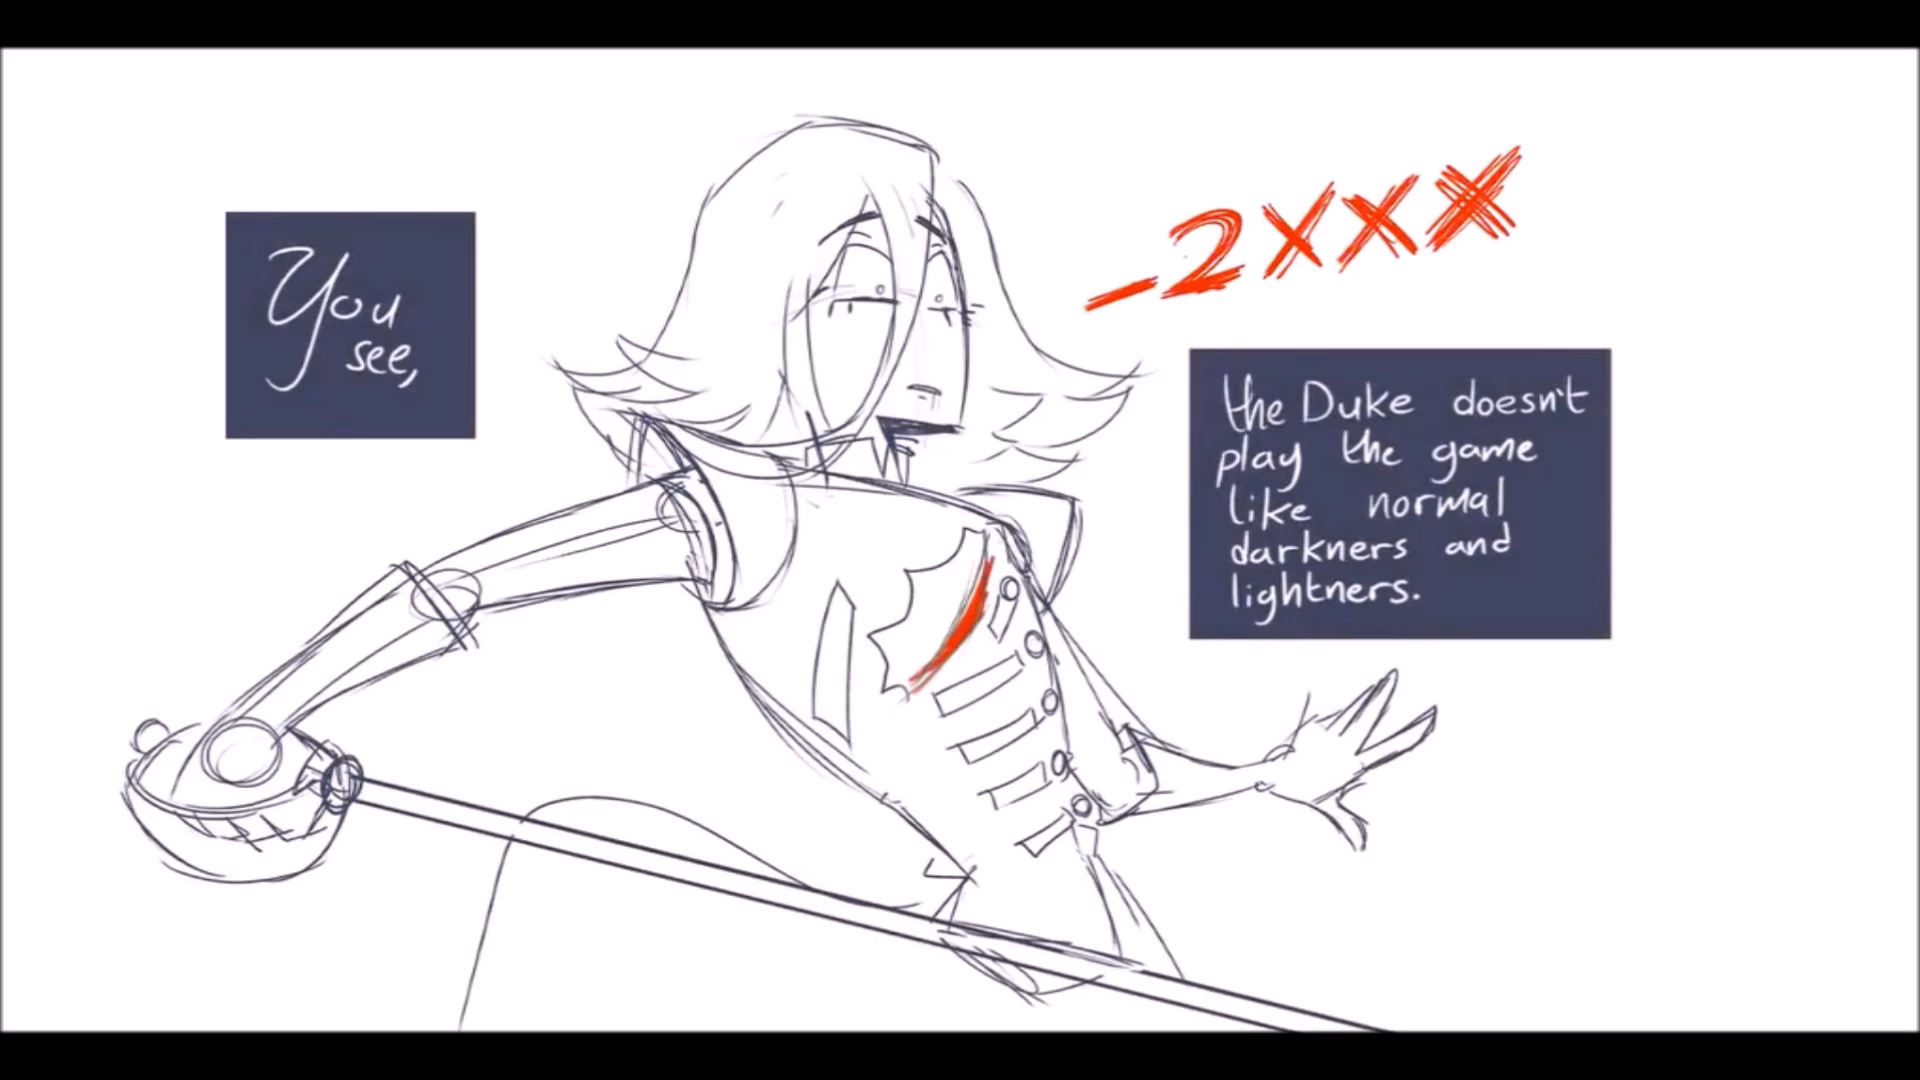 You
see,
-2XXX
the Duke doesn't
play the game
like normal
darkners and
lightners.